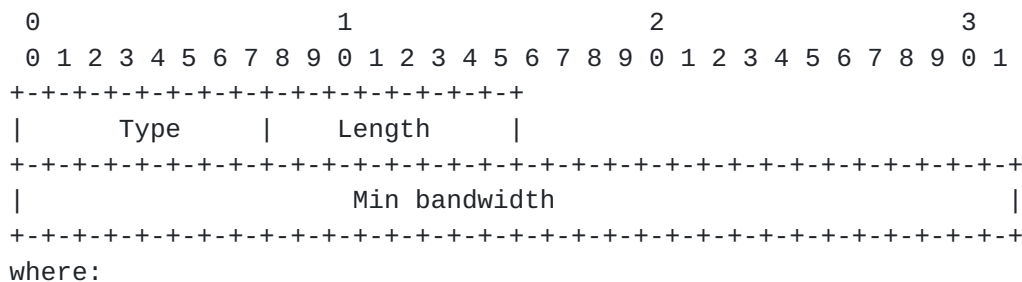 0                   1                   2                   3
 0 1 2 3 4 5 6 7 8 9 0 1 2 3 4 5 6 7 8 9 0 1 2 3 4 5 6 7 8 9 0 1
+-+-+-+-+-+-+-+-+-+-+-+-+-+-+-+-+
|      Type     |    Length     |
+-+-+-+-+-+-+-+-+-+-+-+-+-+-+-+-+-+-+-+-+-+-+-+-+-+-+-+-+-+-+-+-+
|                     Min bandwidth                             |
+-+-+-+-+-+-+-+-+-+-+-+-+-+-+-+-+-+-+-+-+-+-+-+-+-+-+-+-+-+-+-+-+
where: